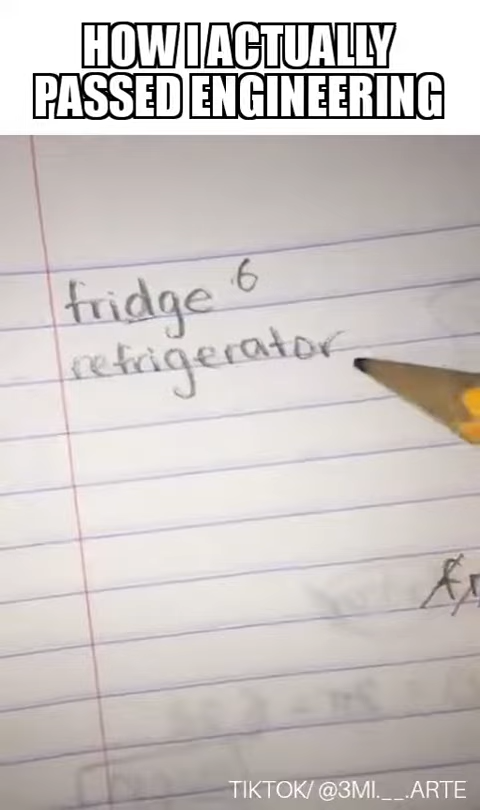 HOW I ACTUALLY
PASSED ENGINEERING
fridge 6
refrigerator
TIKTOK/ @3MI.__.ARTE